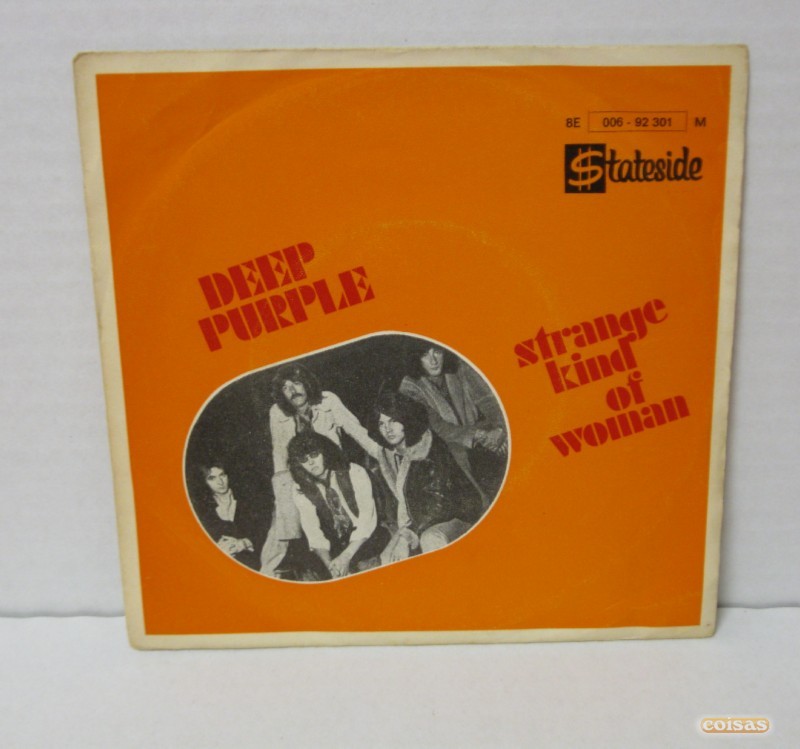 8E 006 - 92 301 M
$tateside
DEEP
PURPLE
strange
kind
of
woman
coisas